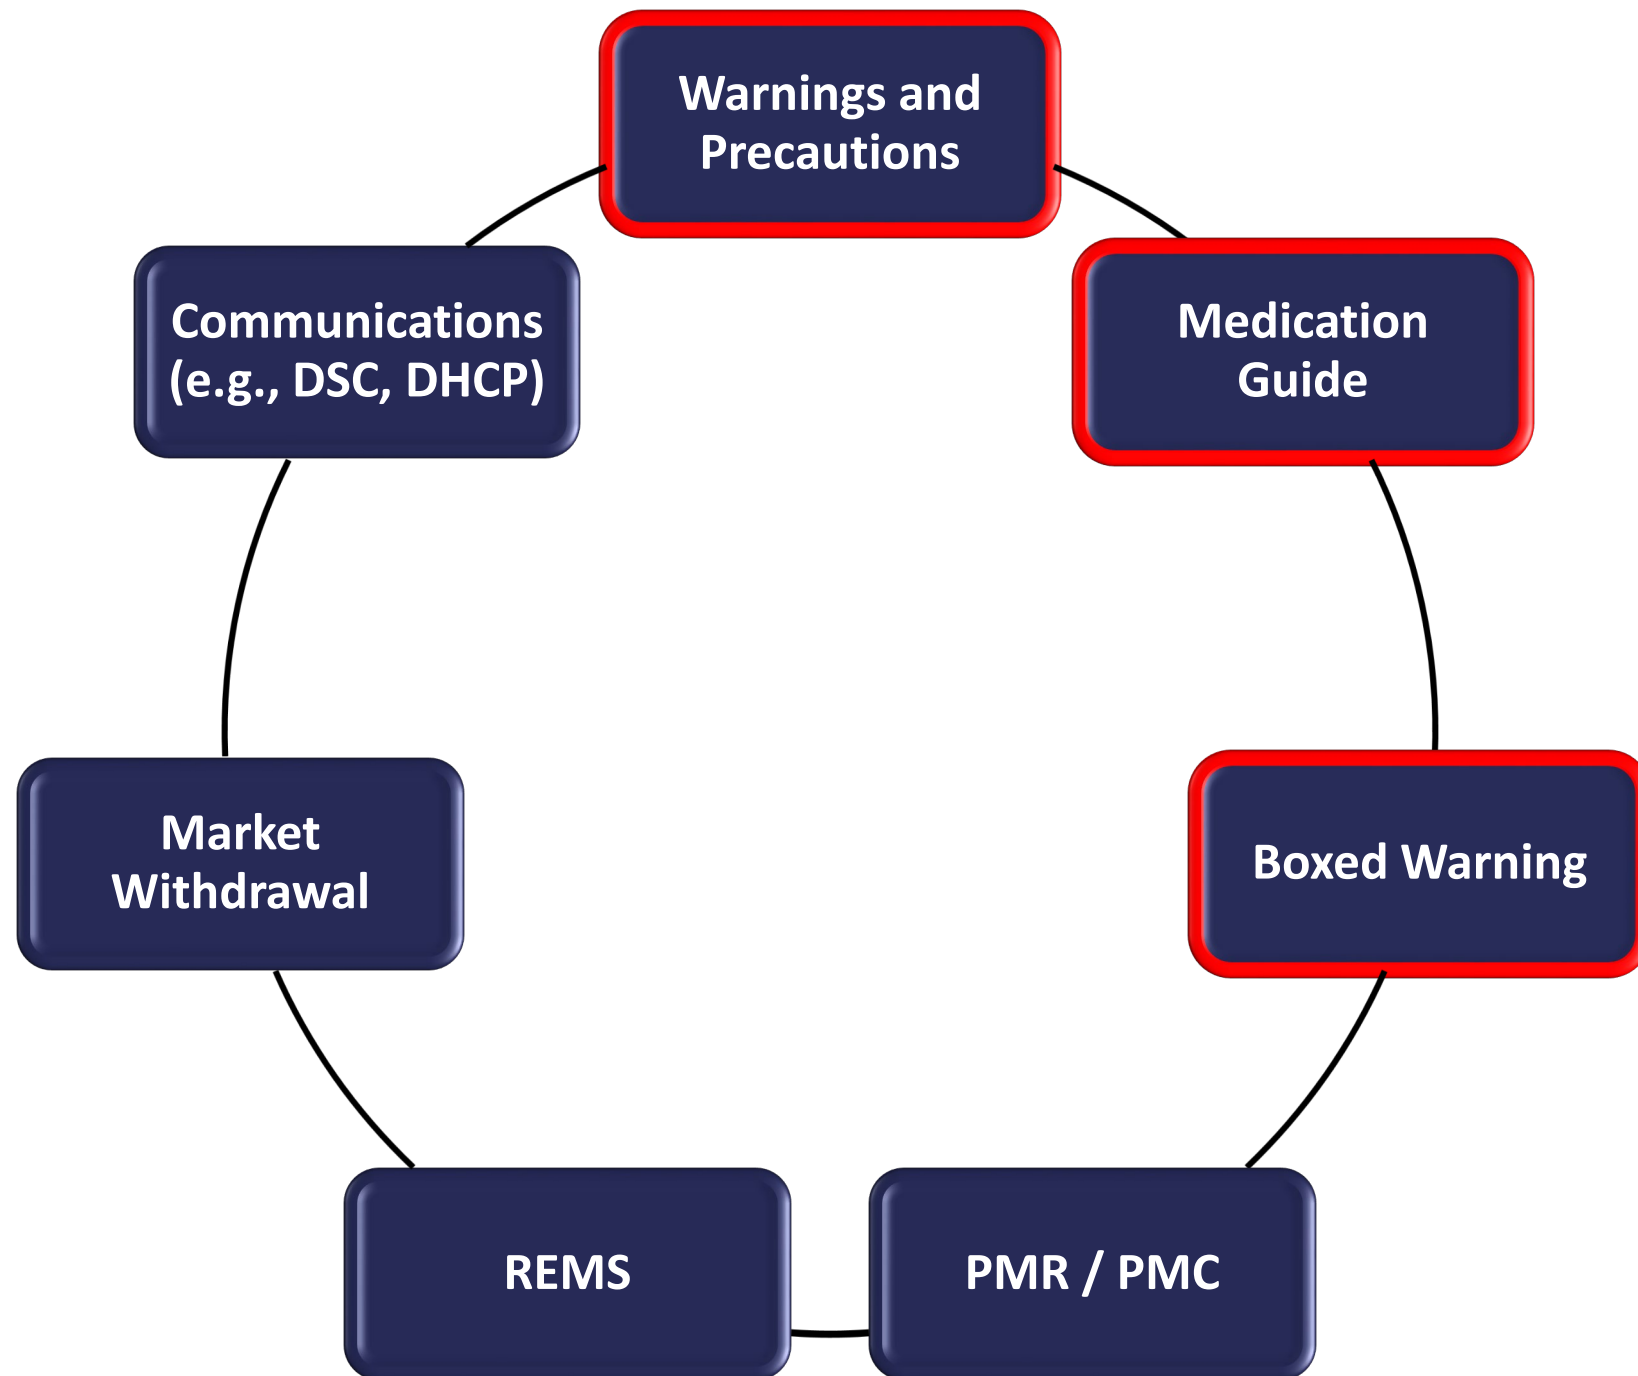 Warnings and
Precautions
Medication
Guide
Boxed Warning
PMR / PMC
REMS
Market
Withdrawal
Communications
(e.g., DSC, DHCP)